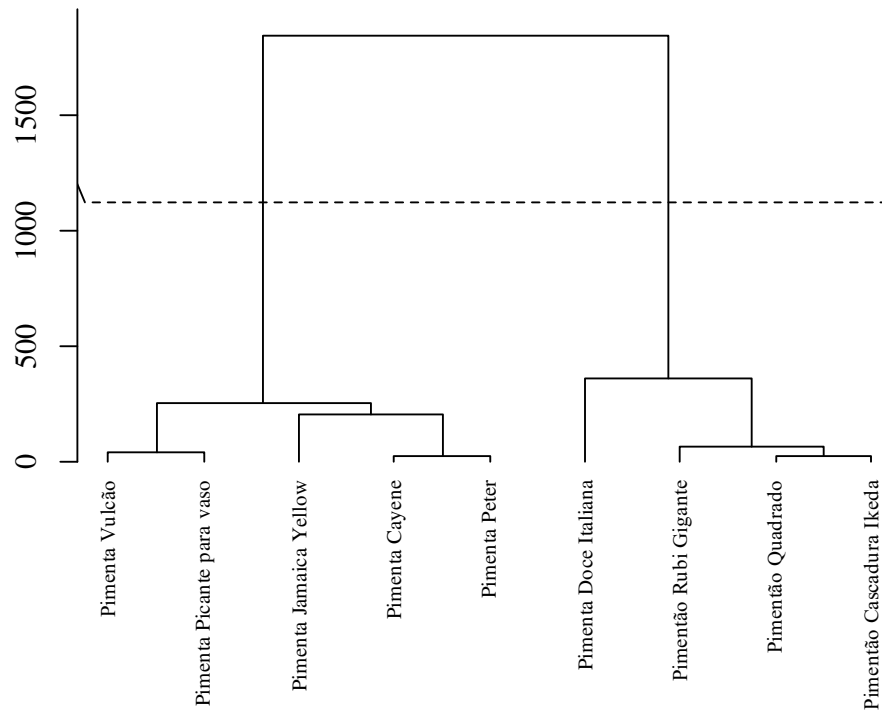 1500
1000
500
0
Pimenta Vulcão
Pimenta Picante para vaso
Pimenta Jamaica Yellow
Pimenta Cayene
Pimenta Peter
Pimenta Doce Italiana
Pimentão Rubi Gigante
Pimentão Quadrado
Pimentão Cascadura Ikeda